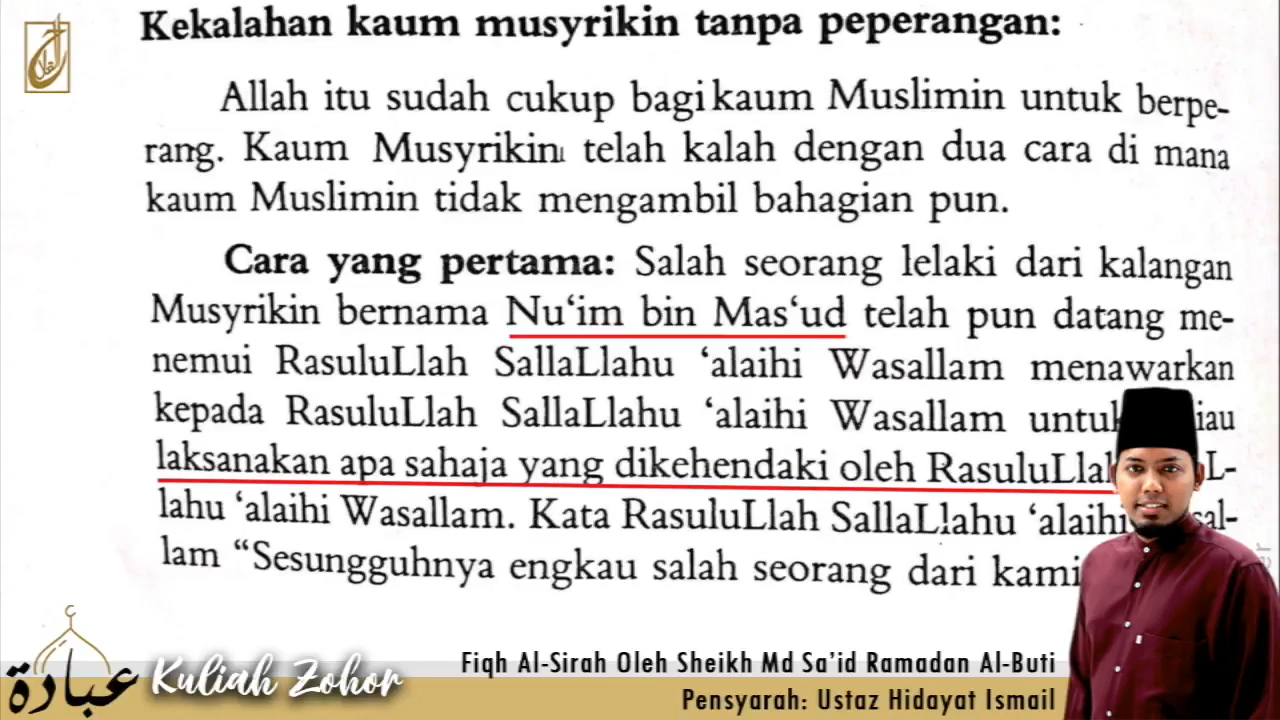 Kekalahan kaum musyrikin tanpa peperangan:
Allah itu sudah cukup bagi kaum Muslimin untuk berpe-
rang. Kaum Musyrikin telah kalah dengan dua cara di mana
kaum Muslimin tidak mengambil bahagian pun.
Cara yang pertama: Salah seorang lelaki dari kalangan
Musyrikin bernama Nu‘im bin Mas‘ud telah pun datang me-
nemui RasuluLlah SallaLlahu ‘alaihi Wasallam menawarkan
kepada RasuluLlah SallaLlahu ‘alaihi Wasallam
laksanakan apa sahaja yang dikehendaki oleh
lahu ‘alaihi Wasallam. Kata RasuluLlah SallaLlahu ‘alaihi
lam “Sesungguhnya engkau salah seorang dari kami
عبادة
Kuliah Zohor
Fiqh Al-Sirah Oleh Sheikh Md Sa’id Ramadan Al-Buti
Pensyarah: Ustaz Hidayat Ismail